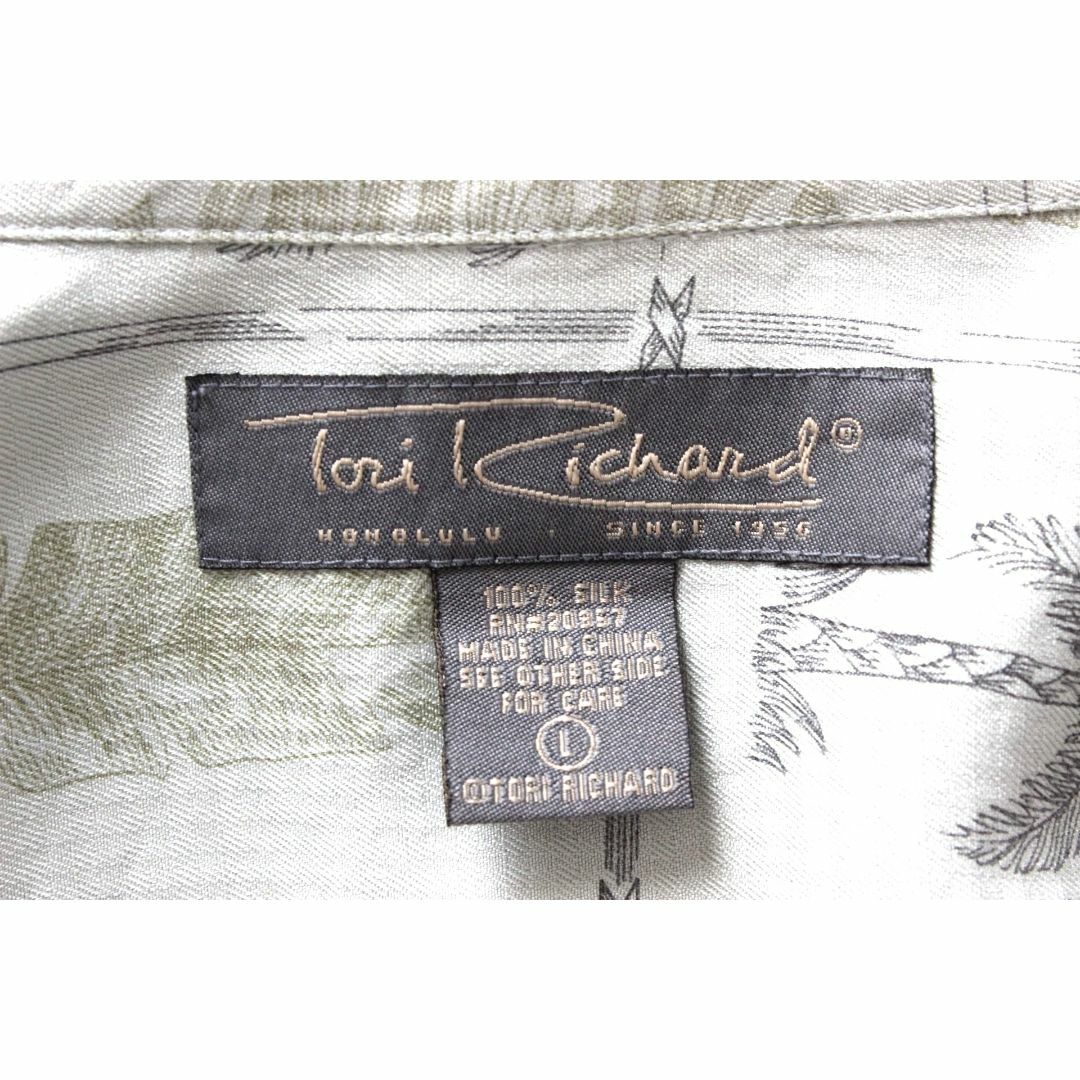 Tori Richard®
HONOLULU · SINCE 1956
100% SILK
RN#20957
MADE IN CHINA
SEE OTHER SIDE
FOR CARE
L
©TORI RICHARD